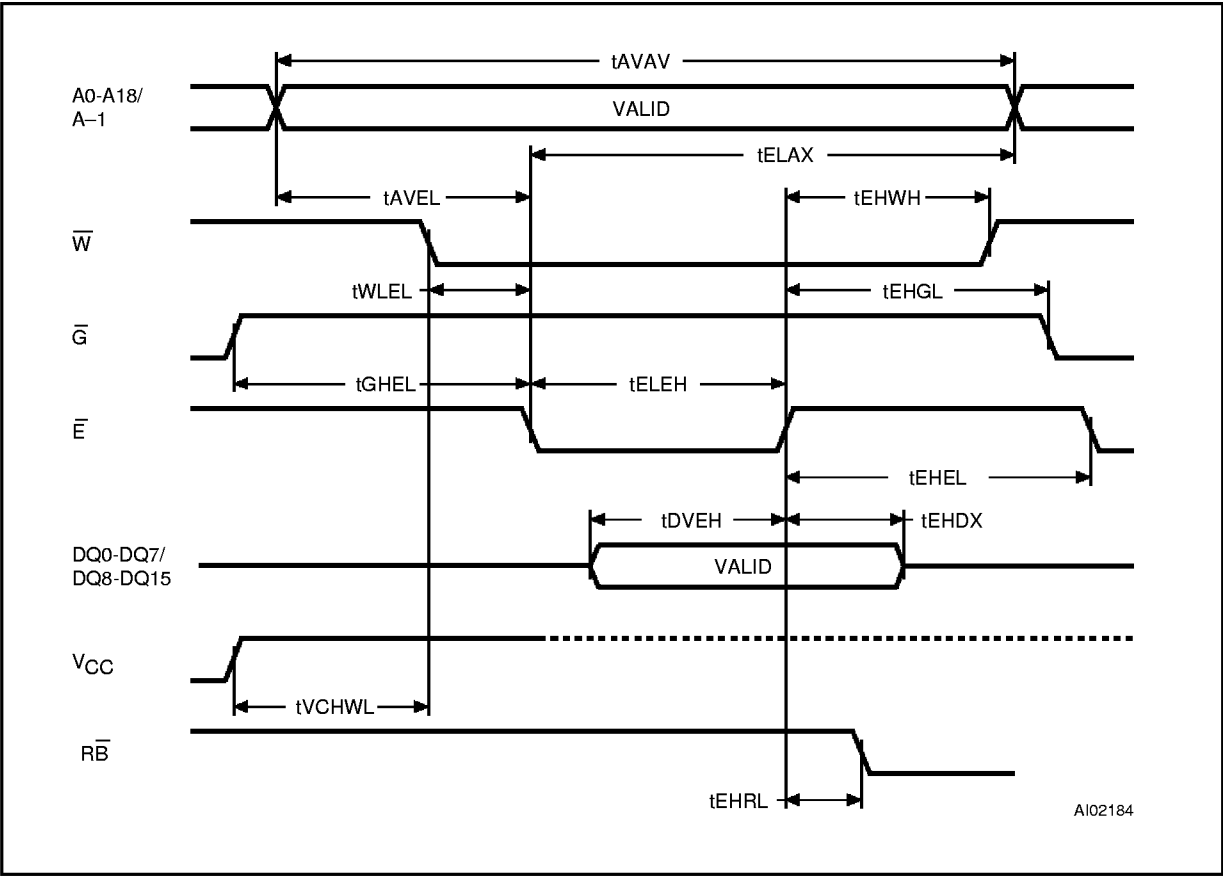 tAVAV
A0-A18/
A–1
VALID
tELAX
tAVEL
tEHWH
W̅
tWLEL
tEHGL
G̅
tGHEL
tELEH
E̅
tEHEL
tDVEH
tEHDX
DQ0-DQ7/
DQ8-DQ15
VALID
VCC
tVCHWL
RB̅
tEHRL
AI02184